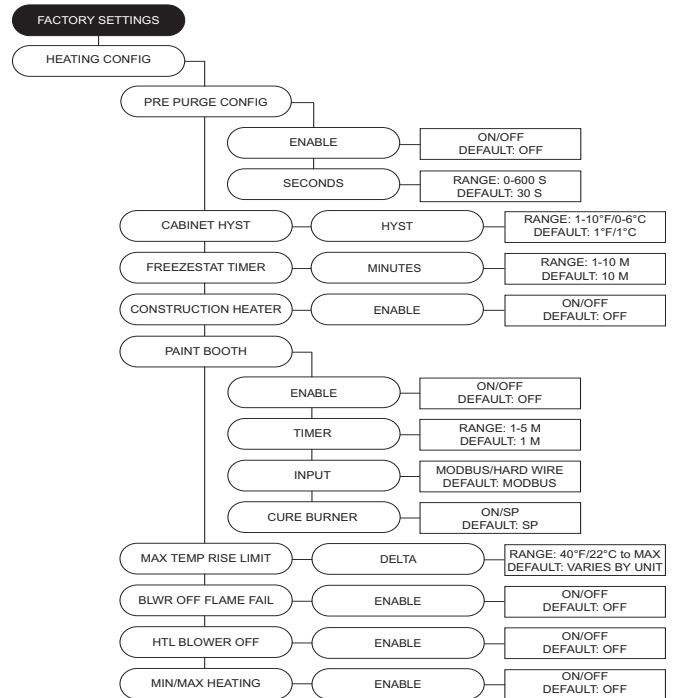 FACTORY SETTINGS
HEATING CONFIG
PRE PURGE CONFIG
ENABLE
ON/OFF
DEFAULT: OFF
SECONDS
RANGE: 0-600 S
DEFAULT: 30 S
CABINET HYST
HYST
RANGE: 1-10°F/0-6°C
DEFAULT: 1°F/1°C
FREEZESTAT TIMER
MINUTES
RANGE: 1-10 M
DEFAULT: 10 M
CONSTRUCTION HEATER
ENABLE
ON/OFF
DEFAULT: OFF
PAINT BOOTH
ENABLE
ON/OFF
DEFAULT: OFF
TIMER
RANGE: 1-5 M
DEFAULT: 1 M
INPUT
MODBUS/HARD WIRE
DEFAULT: MODBUS
CURE BURNER
ON/SP
DEFAULT: SP
MAX TEMP RISE LIMIT
DELTA
RANGE: 40°F/22°C to MAX
DEFAULT: VARIES BY UNIT
BLWR OFF FLAME FAIL
ENABLE
ON/OFF
DEFAULT: OFF
HTL BLOWER OFF
ENABLE
ON/OFF
DEFAULT: OFF
MIN/MAX HEATING
ENABLE
ON/OFF
DEFAULT: OFF